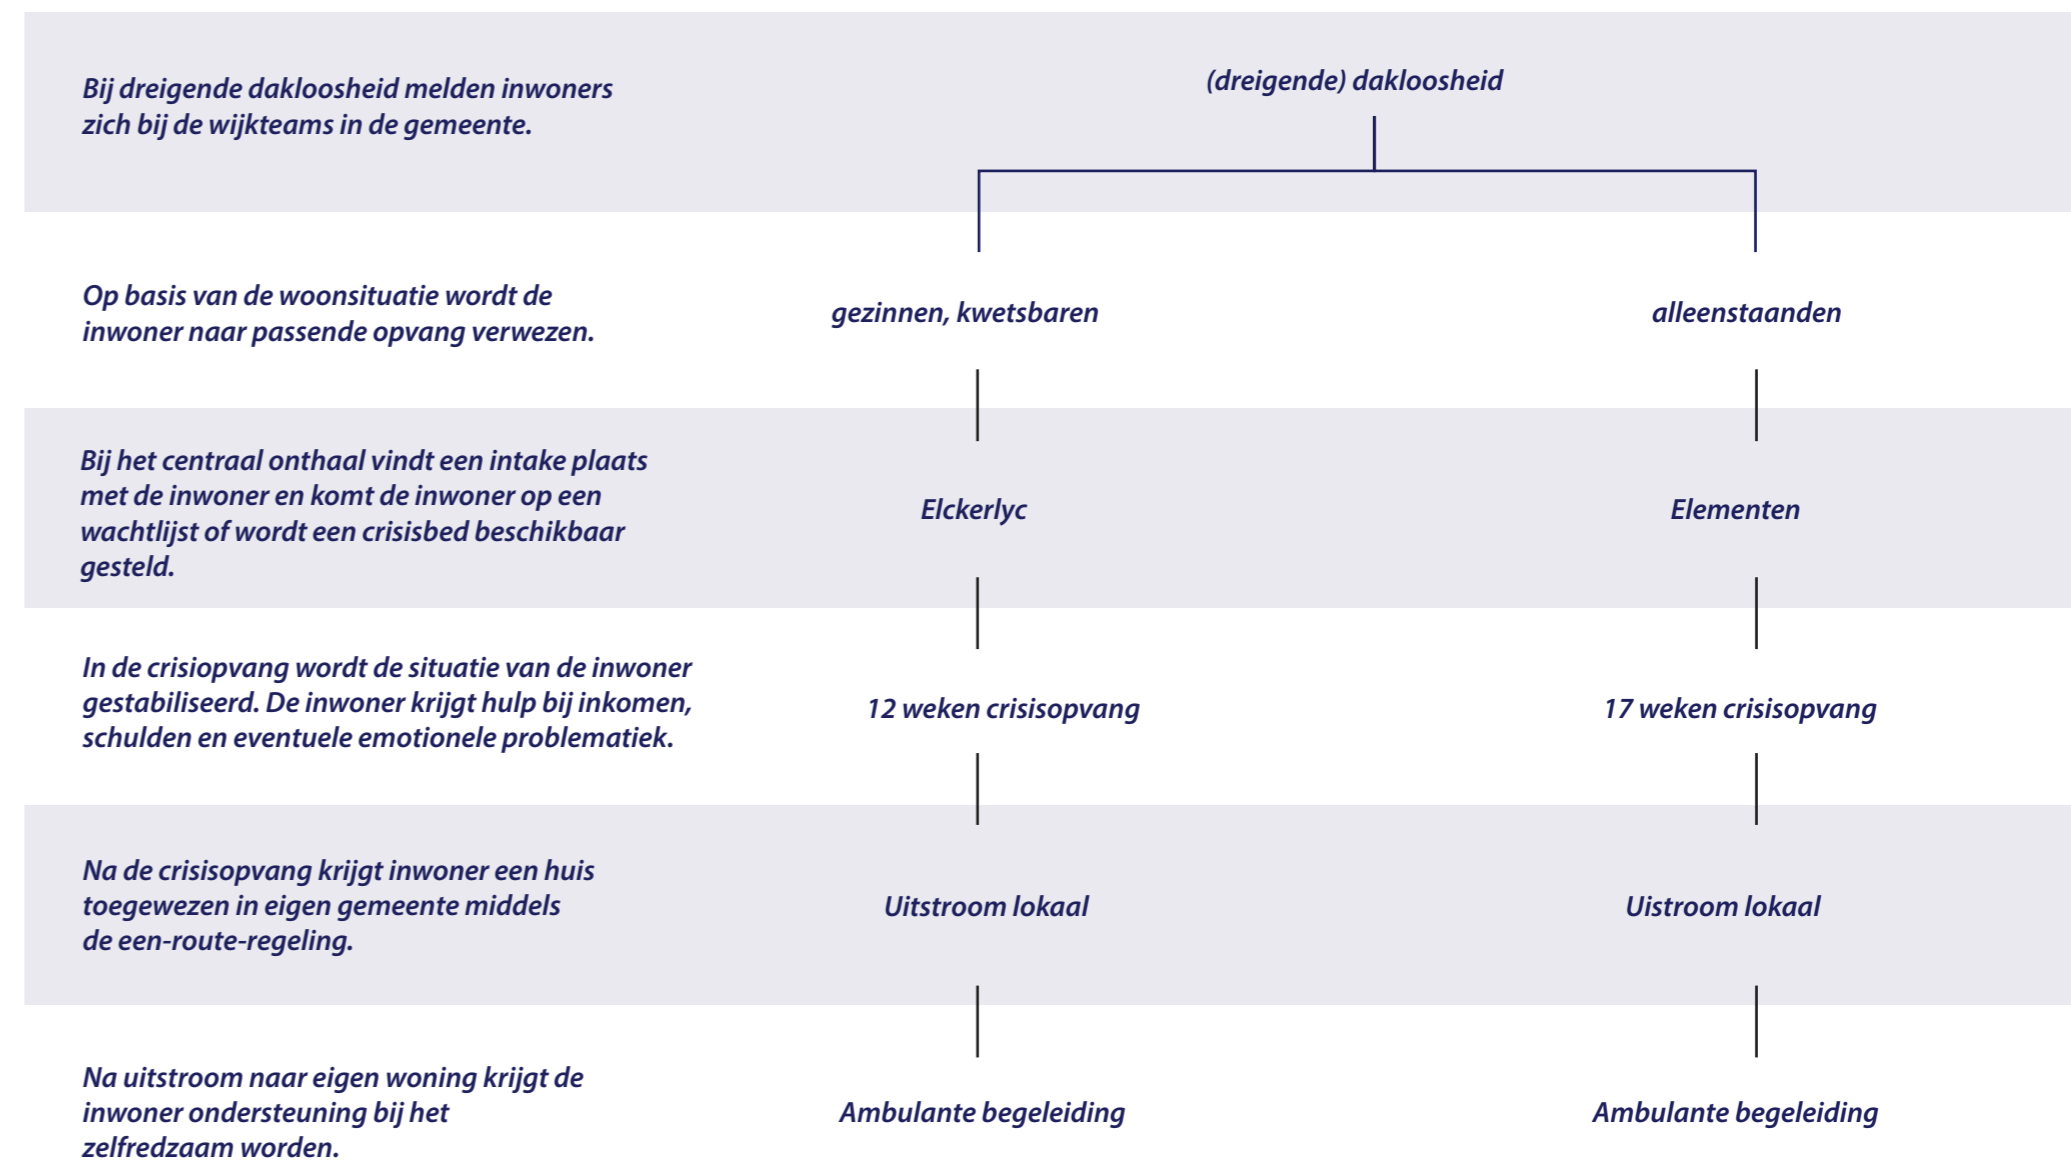 Bij dreigende dakloosheid melden inwoners
zich bij de wijkteams in de gemeente.
(dreigende) dakloosheid
Op basis van de woonsituatie wordt de
inwoner naar passende opvang verwezen.
gezinnen, kwetsbaren
alleenstaanden
Bij het centraal onthaal vindt een intake plaats
met de inwoner en komt de inwoner op een
wachtlijst of wordt een crisisbed beschikbaar
gesteld.
Elckerlyc
Elementen
In de crisiopvang wordt de situatie van de inwoner
gestabiliseerd. De inwoner krijgt hulp bij inkomen,
schulden en eventuele emotionele problematiek.
12 weken crisisopvang
17 weken crisisopvang
Na de crisisopvang krijgt inwoner een huis
toegewezen in eigen gemeente middels
de een-route-regeling.
Uitstroom lokaal
Uistroom lokaal
Na uitstroom naar eigen woning krijgt de
inwoner ondersteuning bij het
zelfredzaam worden.
Ambulante begeleiding
Ambulante begeleiding